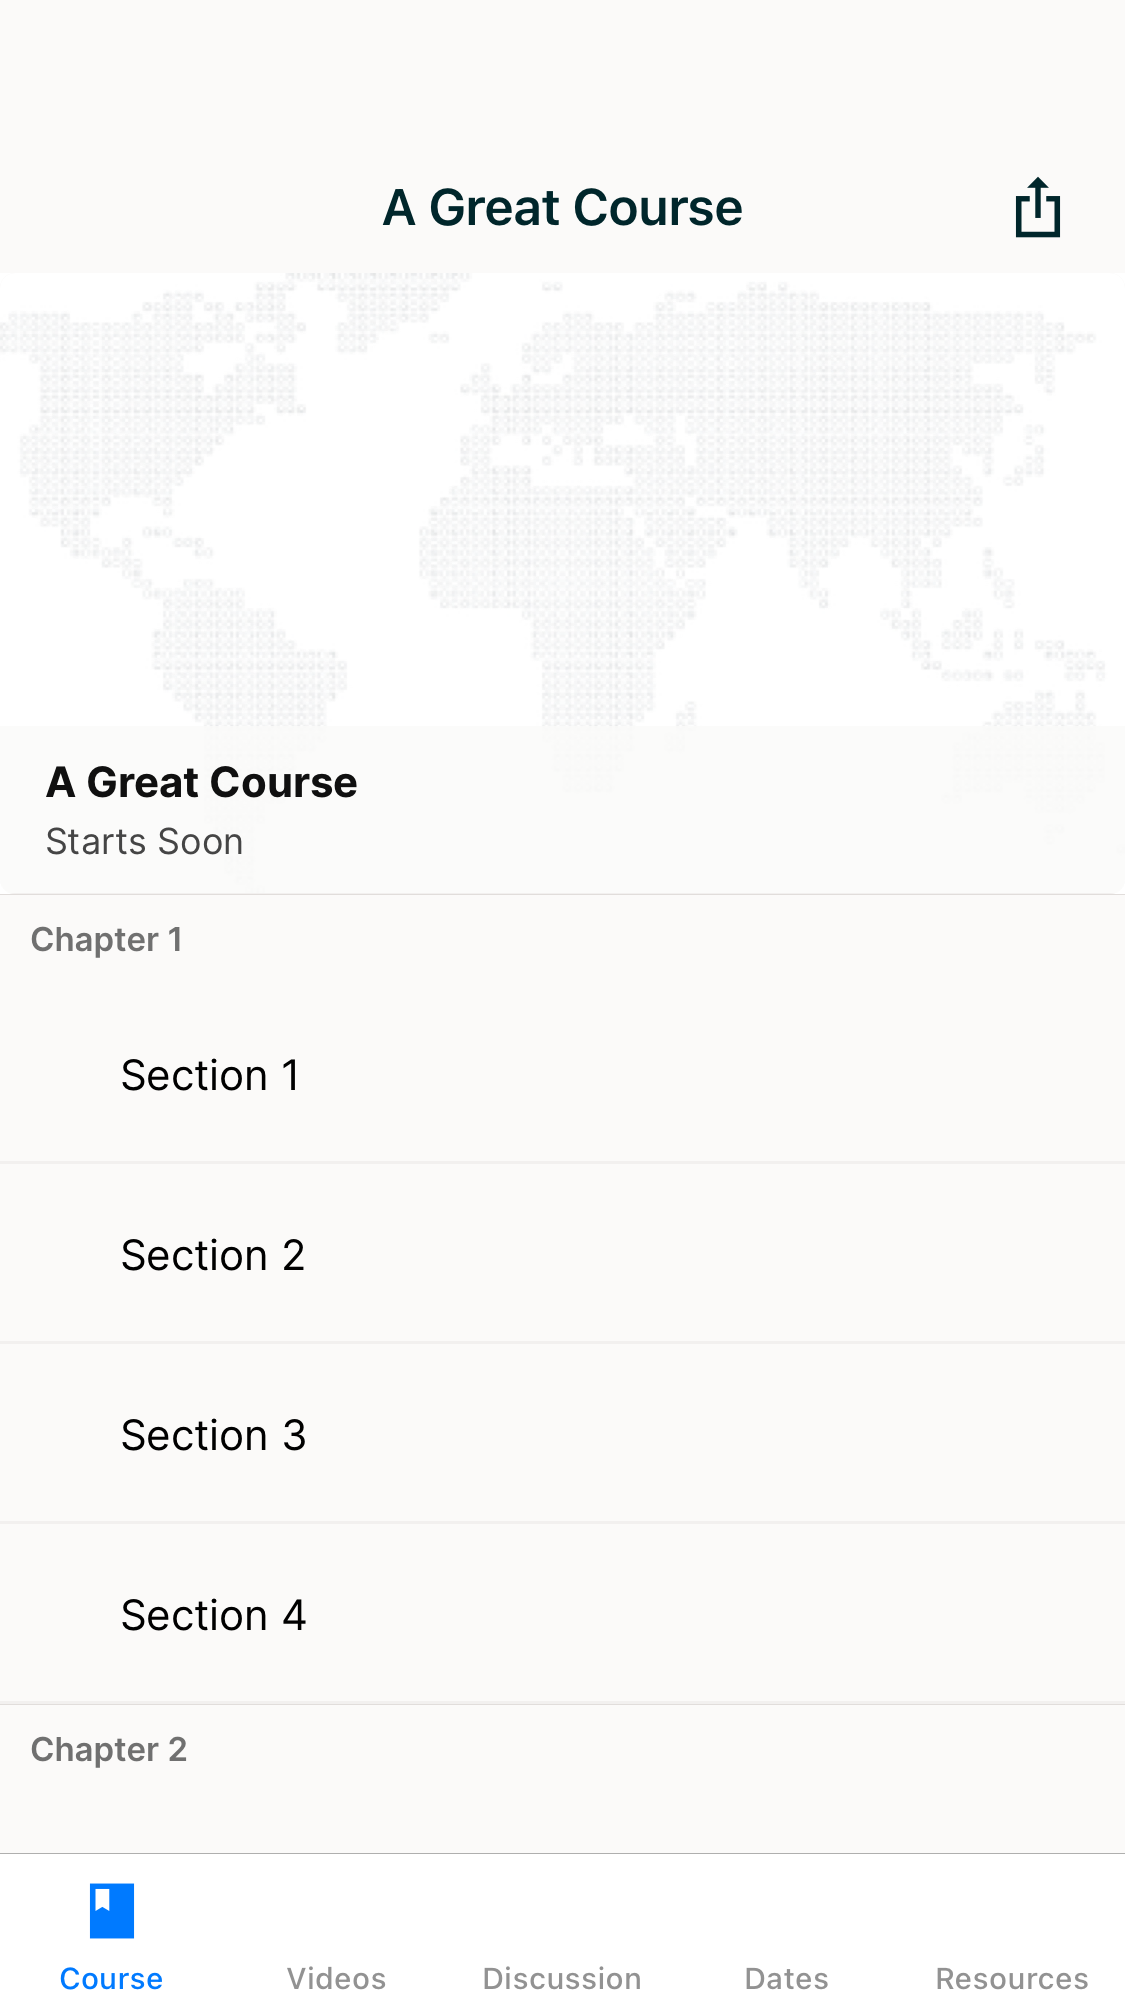 A Great Course
A Great Course
Starts Soon
Chapter 1
Section 1
Section 2
Section 3
Section 4
Chapter 2
Course
Videos
Discussion
Dates
Resources